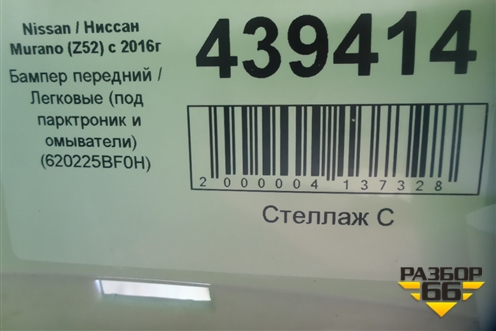 Nissan / Ниссан
Murano (Z52) с 2016г
Бампер передний /
Легковые (под
парктроник и
омыватели)
(620225BF0H)
439414
2 000004 137328
Стеллаж С
РАЗБОР
66